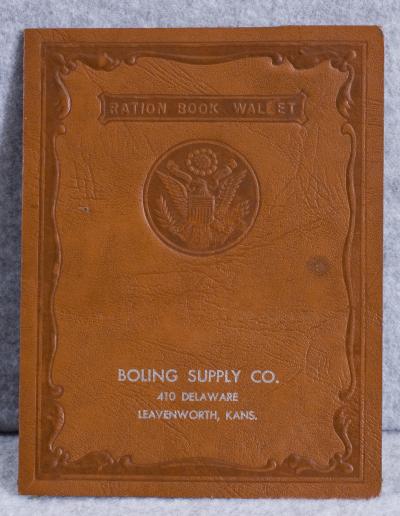 RATION BOOK WALLET
BOLING SUPPLY CO.
410 DELAWARE
LEAVENWORTH, KANS.